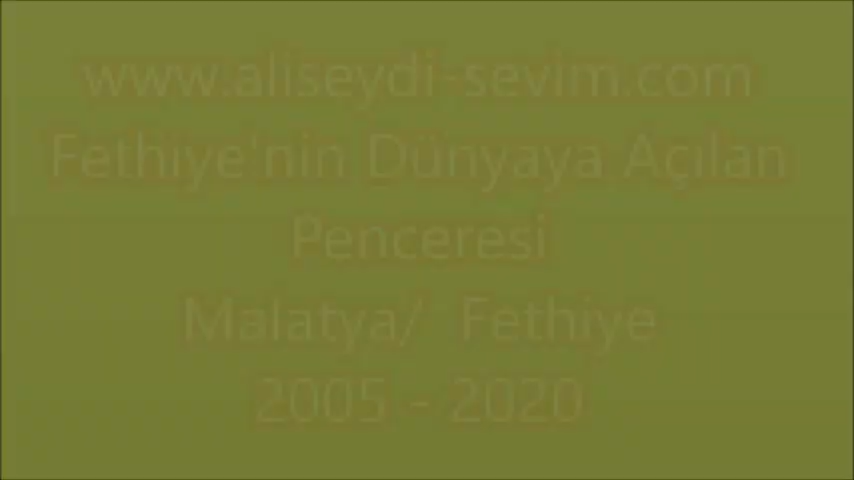 www.aliseydi-sevim.com
Fethiye'nin Dünyaya Açılan
Penceresi
Malatya/ Fethiye
2005 - 2020